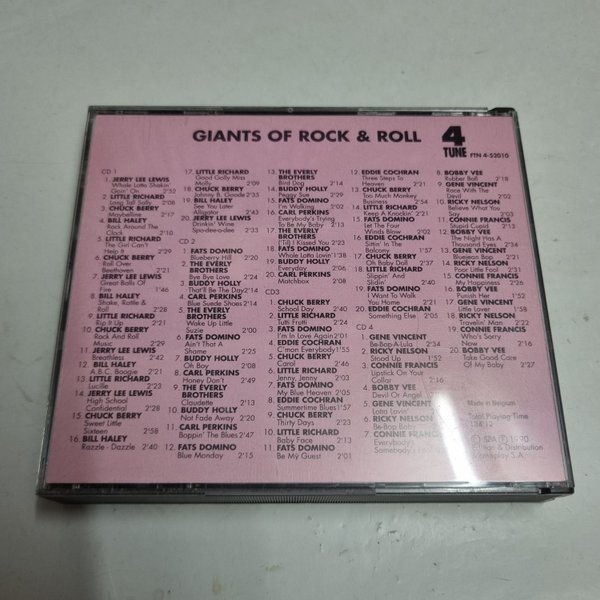 GIANTS OF ROCK & ROLL
4
TUNE
FTN 4-52010
CD 1
1. JERRY LEE LEWIS
Whole Lotta Shakin'
Goin' On 2'52
2. LITTLE RICHARD
Long Tall Sally 2'06
3. CHUCK BERRY
Maybelline 2'17
4. BILL HALEY
Rock Around The
Clock 2'10
5. LITTLE RICHARD
The Girl Can't
Help It 2'29
6. CHUCK BERRY
Roll Over
Beethoven 2'21
7. JERRY LEE LEWIS
Great Balls Of
Fire 1'46
8. BILL HALEY
Shake, Rattle &
Roll 2'28
9. LITTLE RICHARD
Rip It Up 2'21
10. CHUCK BERRY
Rock And Roll
Music 2'29
11. JERRY LEE LEWIS
Breathless 2'42
12. BILL HALEY
A.B.C. Boogie 2'21
13. LITTLE RICHARD
Lucille 2'23
14. JERRY LEE LEWIS
High School
Confidential 2'28
15. CHUCK BERRY
Sweet Little
Sixteen 2'58
16. BILL HALEY
Razzle - Dazzle 2'40
17. LITTLE RICHARD
Good Golly Miss
Molly 2'09
18. CHUCK BERRY
Johnny B. Goode 2'35
19. BILL HALEY
See You Later
Alligator 2'43
20. JERRY LEE LEWIS
Drinkin' Wine
Spo-dee-o-dee 2'33
CD 2
1. FATS DOMINO
Blueberry Hill 2'20
2. THE EVERLY
BROTHERS
Bye Bye Love 2'24
3. BUDDY HOLLY
That'll Be The Day 2'14
4. CARL PERKINS
Blue Suede Shoes 2'14
5. THE EVERLY
BROTHERS
Wake Up Little
Suzie 2'00
6. FATS DOMINO
Ain't That A
Shame 2'25
7. BUDDY HOLLY
Oh Boy 2'08
8. CARL PERKINS
Honey Don't 2'49
9. THE EVERLY
BROTHERS
Claudette 2'13
10. BUDDY HOLLY
Not Fade Away 2'20
11. CARL PERKINS
Boppin' The Blues 2'47
12. FATS DOMINO
Blue Monday 2'15
13. THE EVERLY
BROTHERS
Bird Dog 2'14
14. BUDDY HOLLY
Peggy Sue 2'29
15. FATS DOMINO
I'm Walking 2'02
16. CARL PERKINS
Everybody's Trying
To Be My Baby 2'13
17. THE EVERLY
BROTHERS
('Til) I Kissed You 2'23
18. FATS DOMINO
Whole Lotta Lovin' 1'38
19. BUDDY HOLLY
Everyday 2'06
20. CARL PERKINS
Matchbox 2'08
CD3
1. CHUCK BERRY
School Day 2'40
2. LITTLE RICHARD
Tutti Frutti 2'24
3. FATS DOMINO
I'm In Love Again 2'01
4. EDDIE COCHRAN
C'mon Everybody 1'55
5. CHUCK BERRY
Carol 2'46
6. LITTLE RICHARD
Jenny, Jenny 2'03
7. FATS DOMINO
My Blue Heaven 2'05
8. EDDIE COCHRAN
Summertime Blues 1'57
9. CHUCK BERRY
Thirty Days 2'23
10. LITTLE RICHARD
Baby Face 2'13
11. FATS DOMINO
Be My Guest 2'01
12. EDDIE COCHRAN
Three Steps To
Heaven 2'21
13. CHUCK BERRY
Too Much Monkey
Business 2'54
14. LITTLE RICHARD
Keep A Knockin' 2'21
15. FATS DOMINO
Let The Four
Winds Blow 2'02
16. EDDIE COCHRAN
Sittin' In The
Balcony 2'57
17. CHUCK BERRY
Oh Baby Doll 2'37
18. LITTLE RICHARD
Slippin' And
Slidin' 2'40
19. FATS DOMINO
I Want To Walk
You Home 2'21
20. EDDIE COCHRAN
Something Else 2'05
CD 4
1. GENE VINCENT
Be-Bop-A-Lula 2'34
2. RICKY NELSON
Stood Up 1'52
3. CONNIE FRANCIS
Lipstick On Your
Collar 2'16
4. BOBBY VEE
Devil Or Angel
5. GENE VINCENT
Lotta Lovin'
6. RICKY NELSON
Be-Bop Baby
7. CONNIE FRANCIS
Everybody's
Somebody's
8. BOBBY VEE
Rubber Ball 2'18
9. GENE VINCENT
Race With The
Devil 2'02
10. RICKY NELSON
Believe What You
Say 2'03
11. CONNIE FRANCIS
Stupid Cupid 2'13
12. BOBBY VEE
The Night Has A
Thousand Eyes 2'34
13. GENE VINCENT
Bluejean Bop 2'21
14. RICKY NELSON
Poor Little Fool 2'31
15. CONNIE FRANCIS
My Happiness 2'26
16. BOBBY VEE
Punish Her 1'52
17. GENE VINCENT
Little Lover 1'58
18. RICKY NELSON
Travelin' Man 2'22
19. CONNIE FRANCIS
Who's Sorry
Now 2'14
20. BOBBY VEE
Take Good Care
Of My Baby 2'27
Made in Belgium
Total Playing Time
1990
& Distribution
S.A.